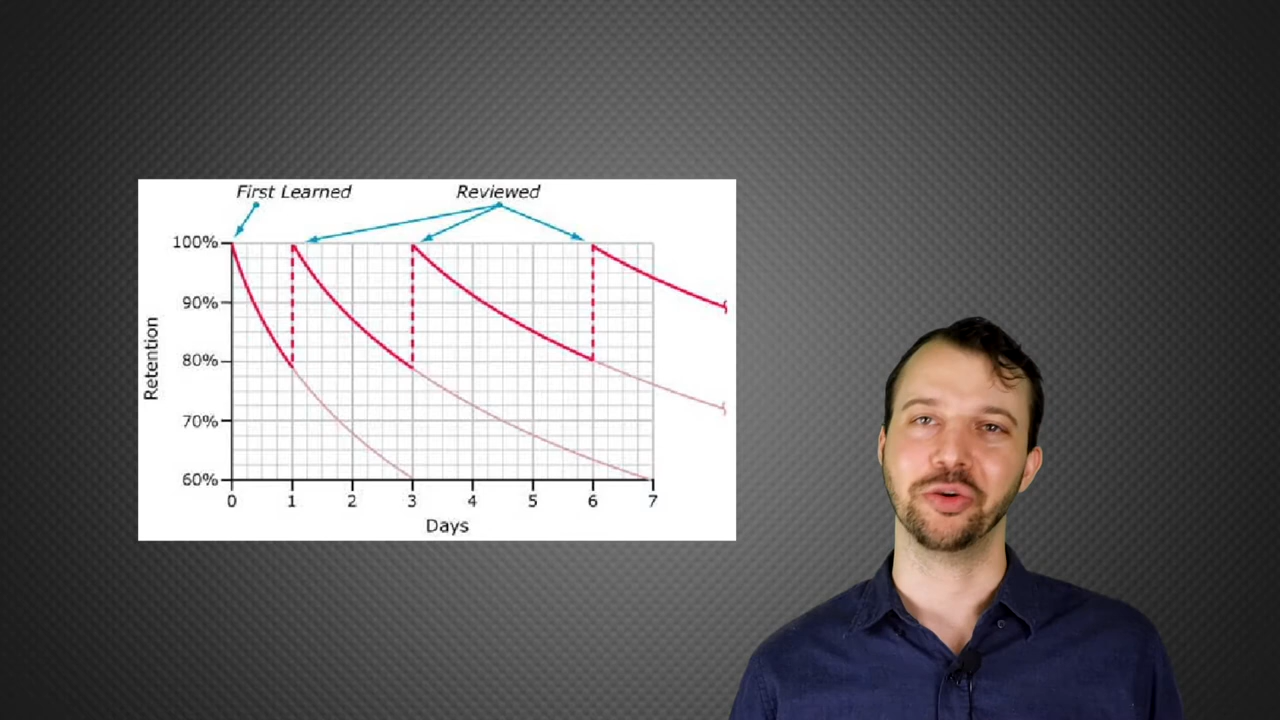 First Learned
Reviewed
100%
90%
80%
70%
60%
Retention
0 1 2 3 4 5 6 7
Days